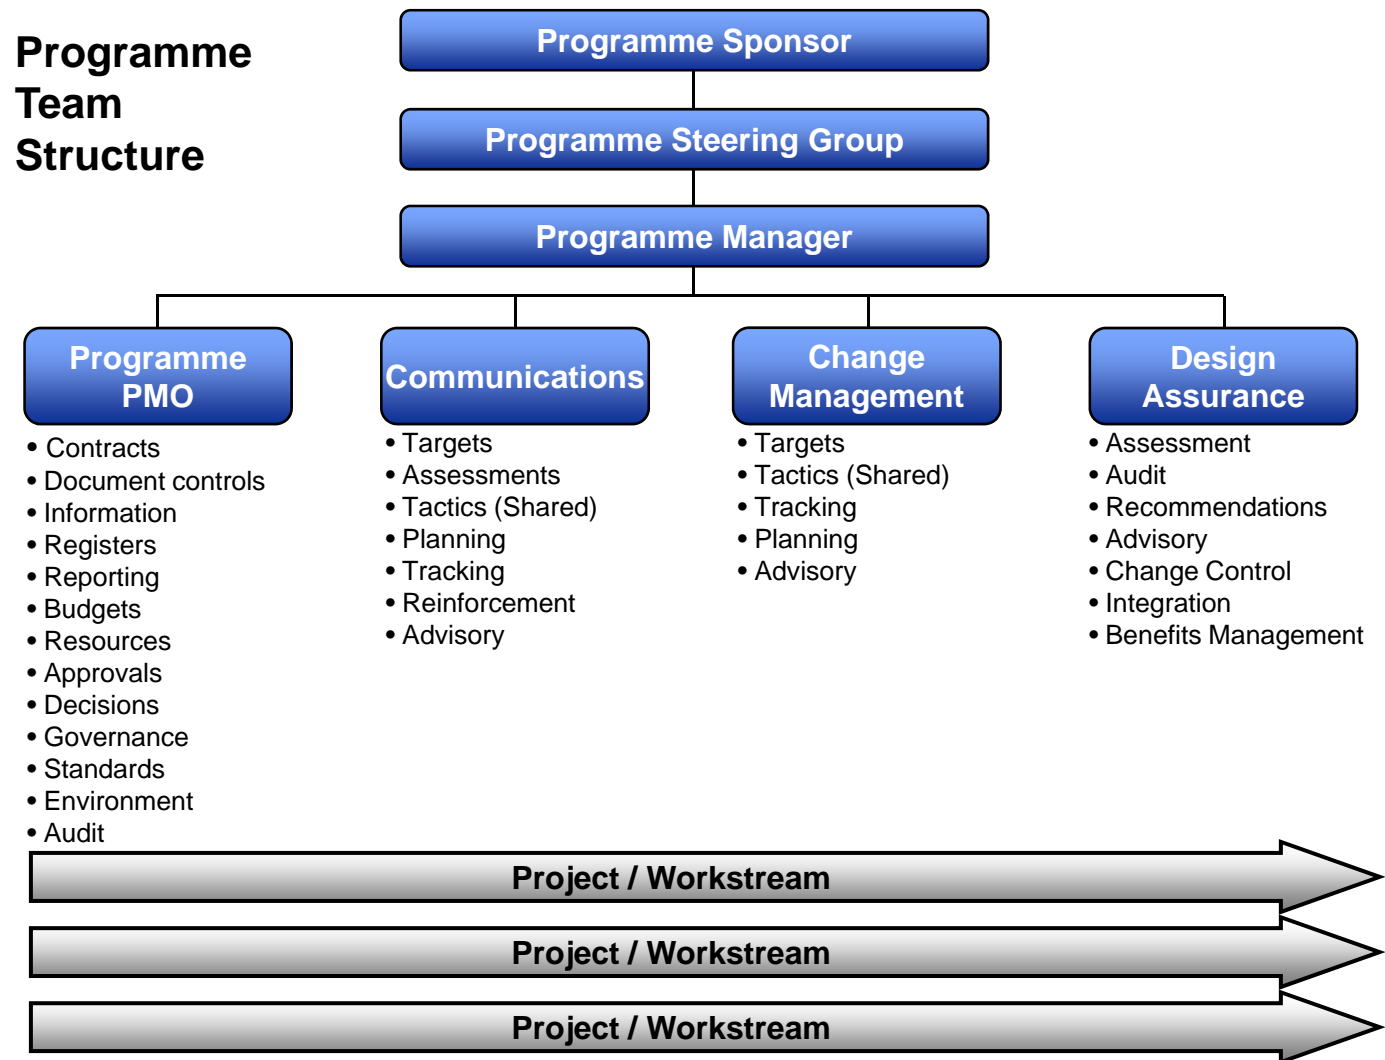 Programme
Team
Structure
Programme Sponsor
Programme Steering Group
Programme Manager
Programme
PMO
• Contracts
• Document controls
• Information
• Registers
• Reporting
• Budgets
• Resources
• Approvals
• Decisions
• Governance
• Standards
• Environment
• Audit
Communications
• Targets
• Assessments
• Tactics (Shared)
• Planning
• Tracking
• Reinforcement
• Advisory
Change
Management
• Targets
• Tactics (Shared)
• Tracking
• Planning
• Advisory
Design
Assurance
• Assessment
• Audit
• Recommendations
• Advisory
• Change Control
• Integration
• Benefits Management
Project / Workstream
Project / Workstream
Project / Workstream